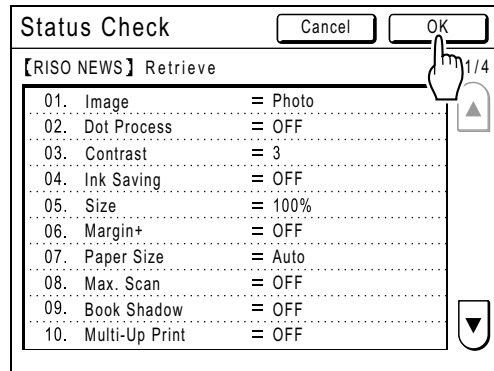 Status Check Cancel OK
【RISO NEWS】 Retrieve 1/4
01. Image = Photo
02. Dot Process = OFF
03. Contrast = 3
04. Ink Saving = OFF
05. Size = 100%
06. Margin+ = OFF
07. Paper Size = Auto
08. Max. Scan = OFF
09. Book Shadow = OFF
10. Multi-Up Print = OFF